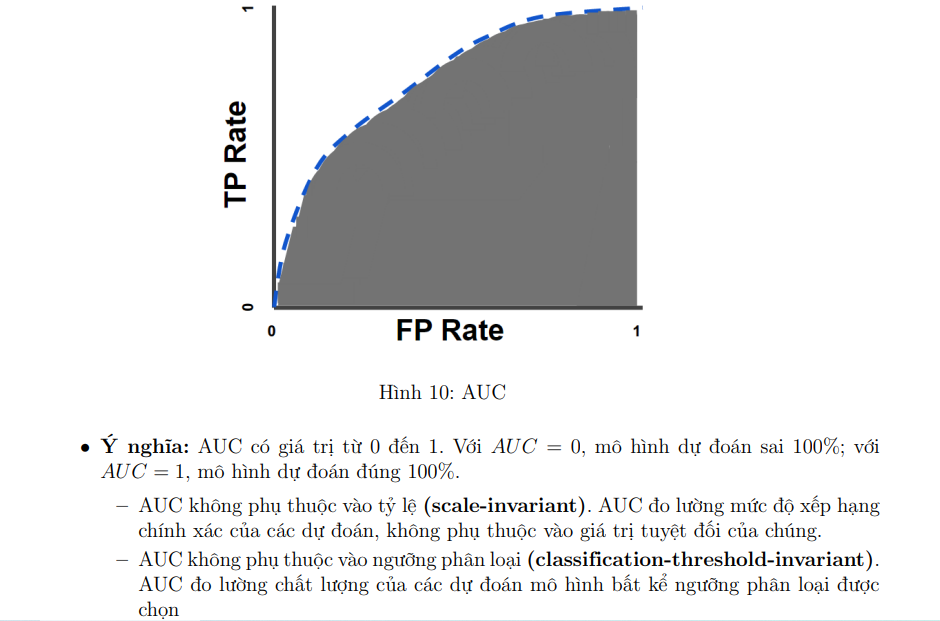 1
TP Rate
0
0
FP Rate
1
Hình 10: AUC
• Ý nghĩa: AUC có giá trị từ 0 đến 1. Với AUC = 0, mô hình dự đoán sai 100%; với
AUC = 1, mô hình dự đoán đúng 100%.
– AUC không phụ thuộc vào tỷ lệ (scale-invariant). AUC đo lường mức độ xếp hạng
chính xác của các dự đoán, không phụ thuộc vào giá trị tuyệt đối của chúng.
– AUC không phụ thuộc vào ngưỡng phân loại (classification-threshold-invariant).
AUC đo lường chất lượng của các dự đoán mô hình bất kể ngưỡng phân loại được
chọn